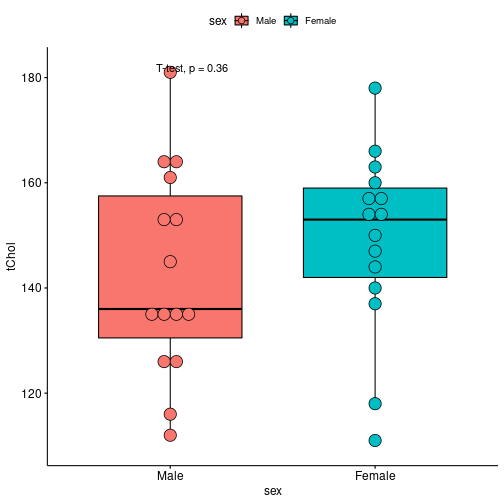 sex Male Female
T-test, p = 0.36
180
160
140
120
tChol
Male Female
sex